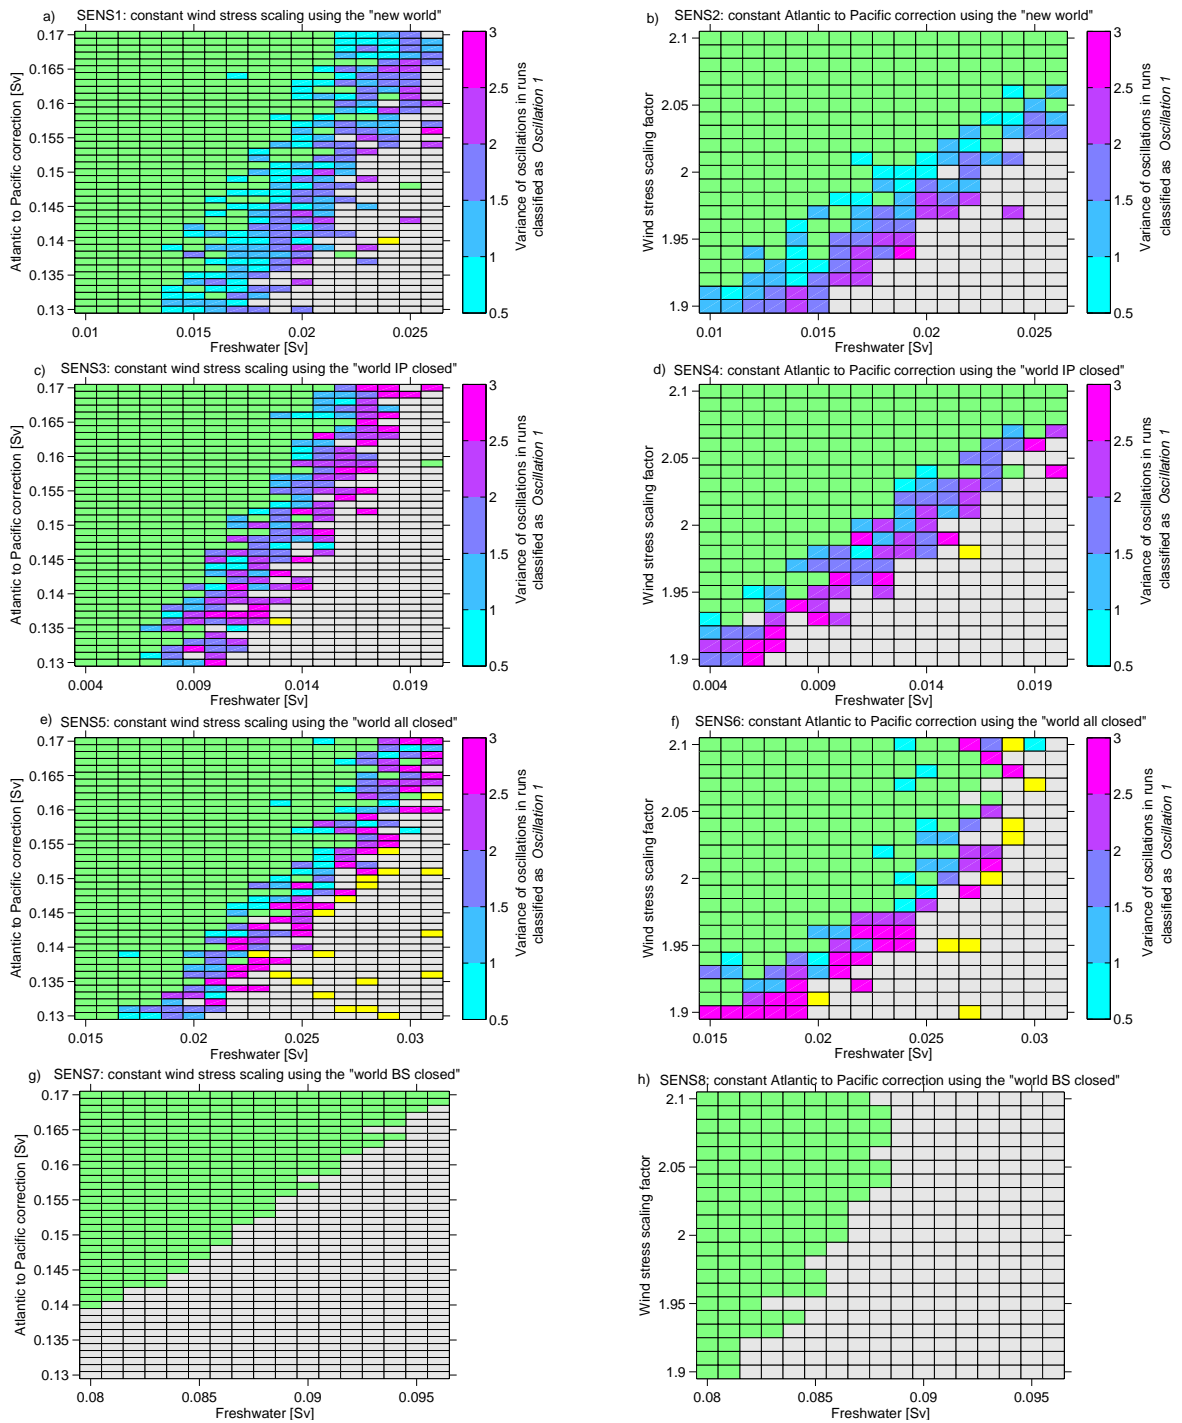 a) SENS1: constant wind stress scaling using the "new world"
0.17
0.165
0.16
0.155
0.15
0.145
0.14
0.135
0.13
Atlantic to Pacific correction [Sv]
0.01 0.015 0.02 0.025
Freshwater [Sv]
3
2.5
2
1.5
1
0.5
Variance of oscillations in runs
classified as Oscillation 1
b) SENS2: constant Atlantic to Pacific correction using the "new world"
2.1
2.05
2
1.95
1.9
Wind stress scaling factor
0.01 0.015 0.02 0.025
Freshwater [Sv]
3
2.5
2
1.5
1
0.5
Variance of oscillations in runs
classified as Oscillation 1
c) SENS3: constant wind stress scaling using the "world IP closed"
0.17
0.165
0.16
0.155
0.15
0.145
0.14
0.135
0.13
Atlantic to Pacific correction [Sv]
0.004 0.009 0.014 0.019
Freshwater [Sv]
3
2.5
2
1.5
1
0.5
Variance of oscillations in runs
classified as Oscillation 1
d) SENS4: constant Atlantic to Pacific correction using the "world IP closed"
2.1
2.05
2
1.95
1.9
Wind stress scaling factor
0.004 0.009 0.014 0.019
Freshwater [Sv]
3
2.5
2
1.5
1
0.5
Variance of oscillations in runs
classified as Oscillation 1
e) SENS5: constant wind stress scaling using the "world all closed"
0.17
0.165
0.16
0.155
0.15
0.145
0.14
0.135
0.13
Atlantic to Pacific correction [Sv]
0.015 0.02 0.025 0.03
Freshwater [Sv]
3
2.5
2
1.5
1
0.5
Variance of oscillations in runs
classified as Oscillation 1
f) SENS6: constant Atlantic to Pacific correction using the "world all closed"
2.1
2.05
2
1.95
1.9
Wind stress scaling factor
0.015 0.02 0.025 0.03
Freshwater [Sv]
3
2.5
2
1.5
1
0.5
Variance of oscillations in runs
classified as Oscillation 1
g) SENS7: constant wind stress scaling using the "world BS closed"
0.17
0.165
0.16
0.155
0.15
0.145
0.14
0.135
0.13
Atlantic to Pacific correction [Sv]
0.08 0.085 0.09 0.095
Freshwater [Sv]
h) SENS8: constant Atlantic to Pacific correction using the "world BS closed"
2.1
2.05
2
1.95
1.9
Wind stress scaling factor
0.08 0.085 0.09 0.095
Freshwater [Sv]